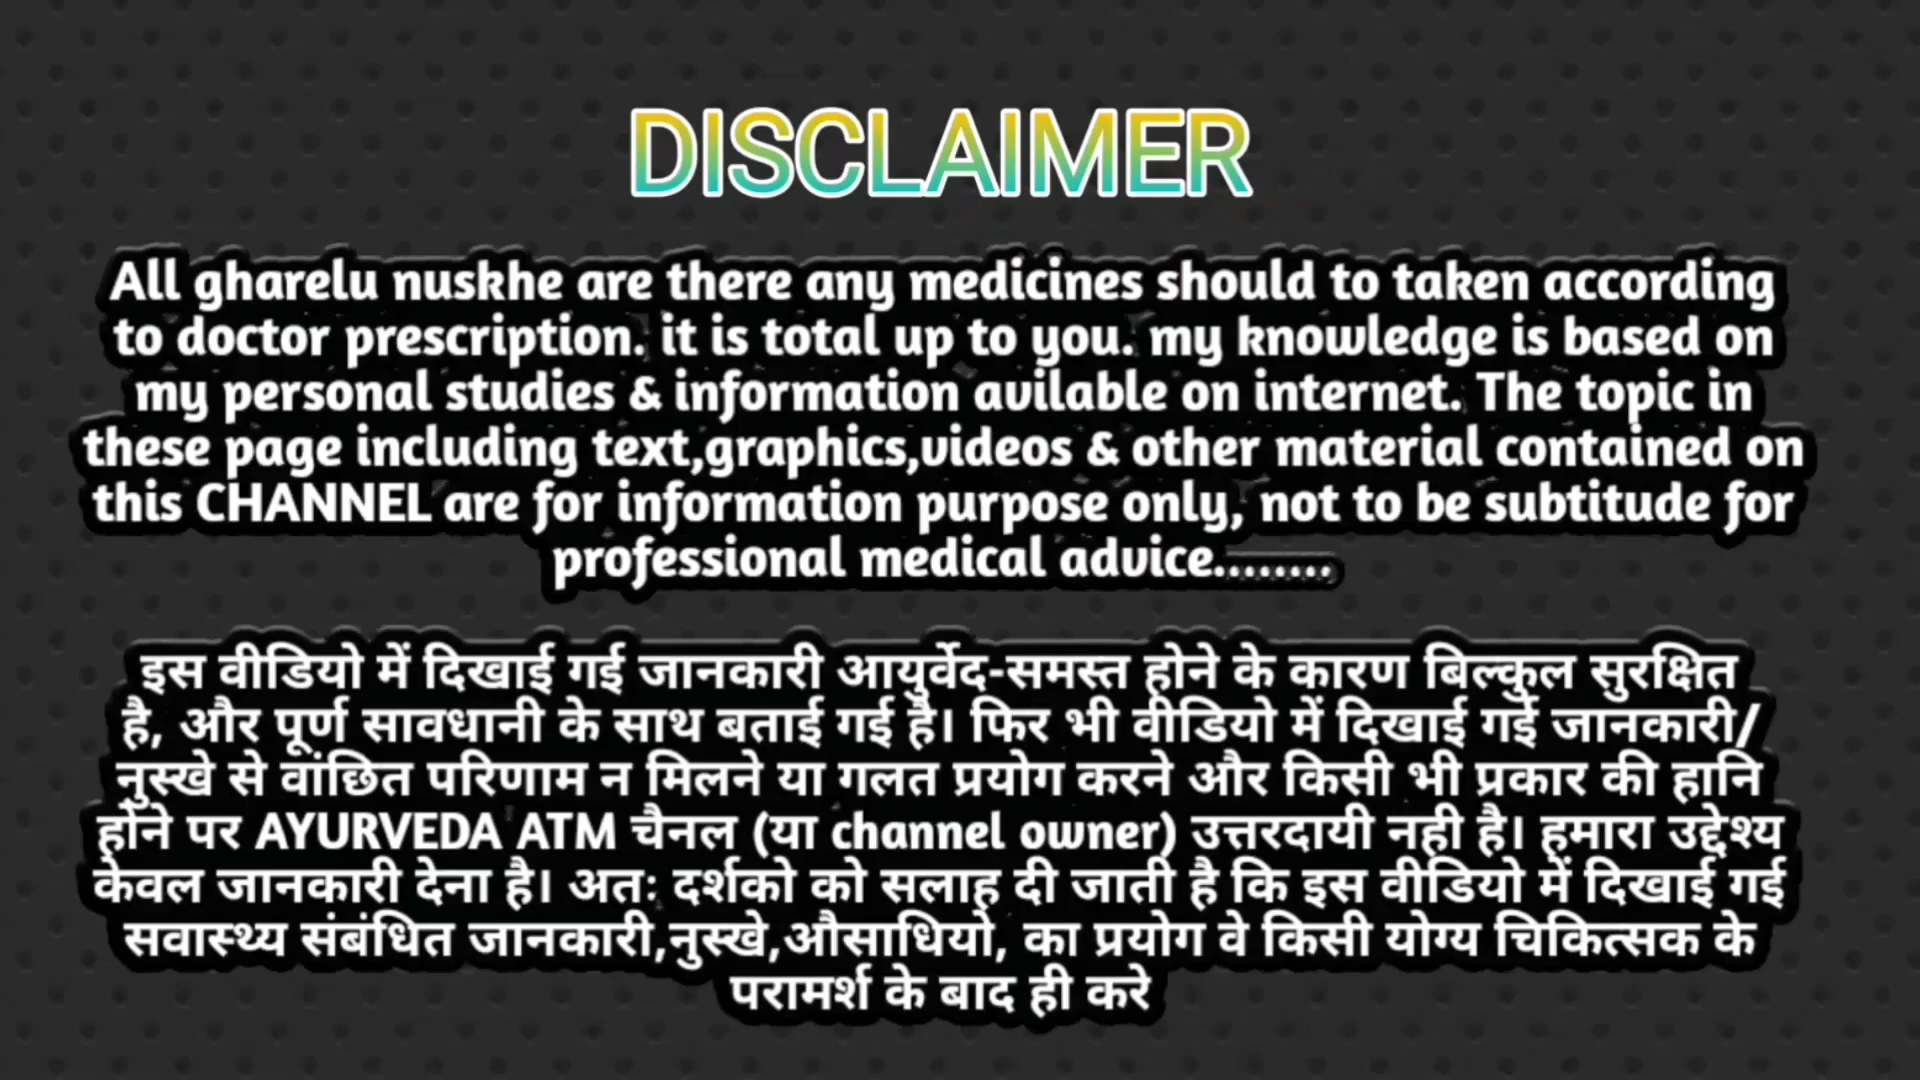 DISCLAIMER
All gharelu nuskhe are there any medicines should to taken according
to doctor prescription. it is total up to you. my knowledge is based on
my personal studies & information avilable on internet. The topic in
these page including text,graphics,videos & other material contained on
this CHANNEL are for information purpose only, not to be subtitude for
professional medical advice........
इस वीडियो में दिखाई गई जानकारी आयुर्वेद-समस्त होने के कारण बिल्कुल सुरक्षित
है, और पूर्ण सावधानी के साथ बताई गई है। फिर भी वीडियो में दिखाई गई जानकारी/
नुस्खे से वांछित परिणाम न मिलने या गलत प्रयोग करने और किसी भी प्रकार की हानि
होने पर AYURVEDA ATM चैनल (या channel owner) उत्तरदायी नही है। हमारा उद्देश्य
केवल जानकारी देना है। अतः दर्शको को सलाह दी जाती है कि इस वीडियो में दिखाई गई
सवास्थ्य संबंधित जानकारी,नुस्खे,औसाधियो, का प्रयोग वे किसी योग्य चिकित्सक के
परामर्श के बाद ही करे